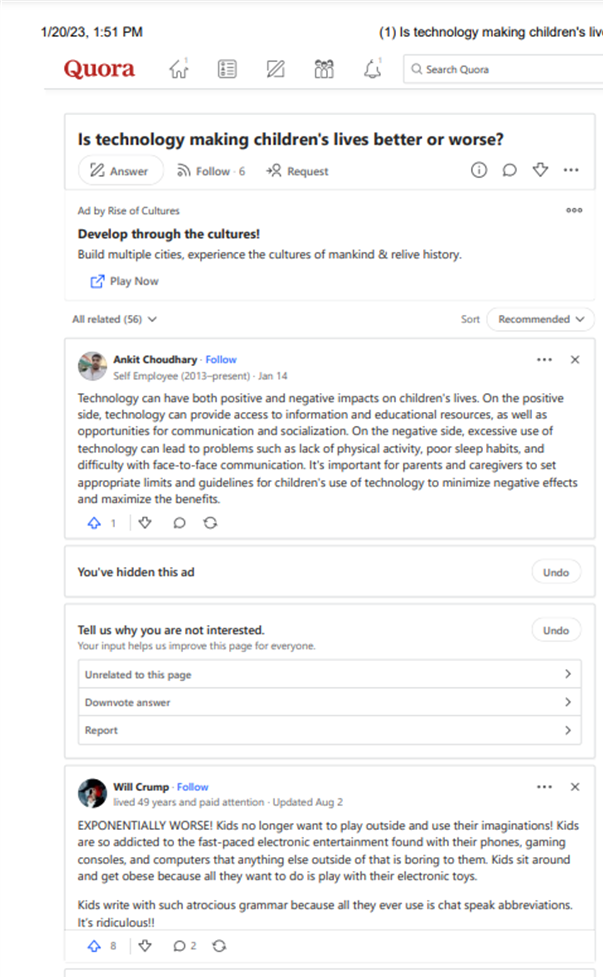 1/20/23, 1:51 PM
(1) Is technology making children's live
Quora
1
1
Search Quora
Is technology making children's lives better or worse?
Answer
Follow · 6
Request
Ad by Rise of Cultures
Develop through the cultures!
Build multiple cities, experience the cultures of mankind & relive history.
Play Now
All related (56)
Sort
Recommended
Ankit Choudhary · Follow
Self Employee (2013–present) · Jan 14
Technology can have both positive and negative impacts on children's lives. On the positive
side, technology can provide access to information and educational resources, as well as
opportunities for communication and socialization. On the negative side, excessive use of
technology can lead to problems such as lack of physical activity, poor sleep habits, and
difficulty with face-to-face communication. It's important for parents and caregivers to set
appropriate limits and guidelines for children's use of technology to minimize negative effects
and maximize the benefits.
1
You've hidden this ad
Undo
Tell us why you are not interested.
Undo
Your input helps us improve this page for everyone.
Unrelated to this page
Downvote answer
Report
Will Crump · Follow
lived 49 years and paid attention · Updated Aug 2
EXPONENTIALLY WORSE! Kids no longer want to play outside and use their imaginations! Kids
are so addicted to the fast-paced electronic entertainment found with their phones, gaming
consoles, and computers that anything else outside of that is boring to them. Kids sit around
and get obese because all they want to do is play with their electronic toys.
Kids write with such atrocious grammar because all they ever use is chat speak abbreviations.
It's ridiculous!!
8
2